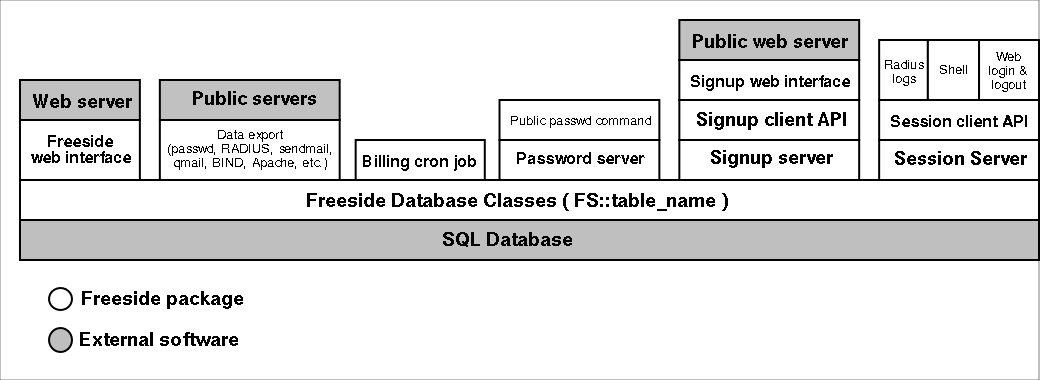 Web server
Freeside
web interface
Public servers
Data export
(passwd, RADIUS, sendmail,
qmail, BIND, Apache, etc.)
Billing cron job
Public passwd command
Password server
Public web server
Signup web interface
Signup client API
Signup server
Radius
logs
Shell
Web
login &
logout
Session client API
Session Server
Freeside Database Classes ( FS::table_name )
SQL Database
Freeside package
External software